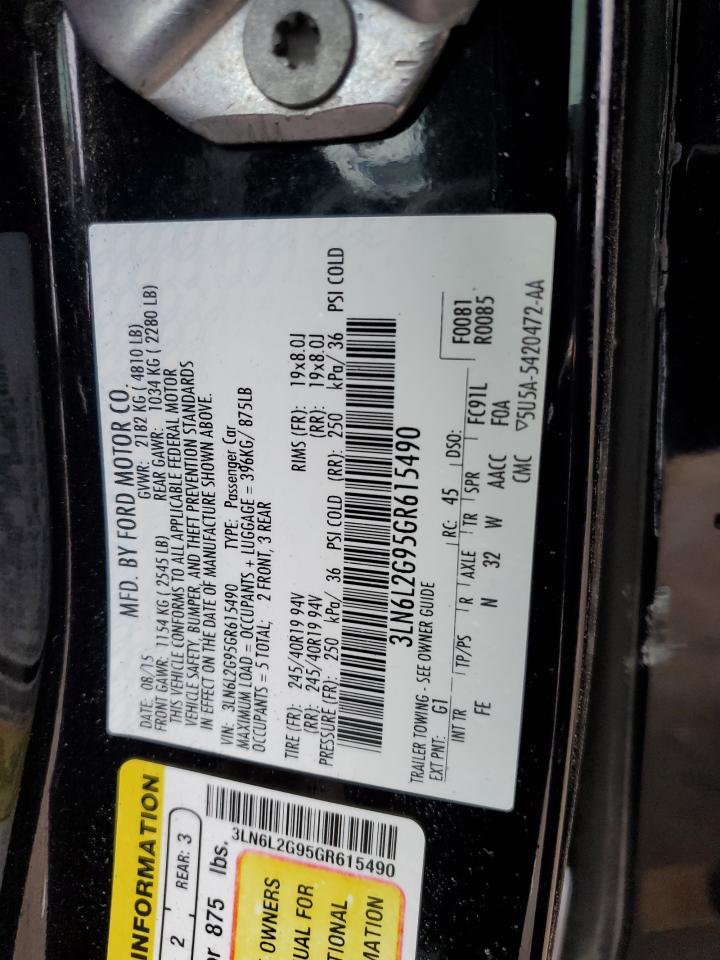 MFD. BY FORD MOTOR CO.
DATE: 08/15 GVWR: 2182 KG ( 4810 LB)
FRONT GAWR: 1154 KG ( 2545 LB) REAR GAWR: 1034 KG ( 2280 LB)
THIS VEHICLE CONFORMS TO ALL APPLICABLE FEDERAL MOTOR
VEHICLE SAFETY, BUMPER, AND THEFT PREVENTION STANDARDS
IN EFFECT ON THE DATE OF MANUFACTURE SHOWN ABOVE.
VIN: 3LN6L2G95GR615490 TYPE: Passenger Car
MAXIMUM LOAD = OCCUPANTS + LUGGAGE = 396KG/ 875LB
OCCUPANTS = 5 TOTAL; 2 FRONT, 3 REAR
TIRE (FR): 245/40R19 94V RIMS (FR): 19x8.0J
(RR): 245/40R19 94V (RR): 19x8.0J
PRESSURE (FR): 250 kPa/ 36 PSI COLD (RR): 250 kPa/ 36 PSI COLD
3LN6L2G95GR615490
TRAILER TOWING - SEE OWNER GUIDE F0081
EXT PNT: G1 RC: 45 DSO: R0085
INT TR TP/PS R AXLE TR SPR FC91L
FE N 32 W AACC F0A
CMC ▽5U5A-5420472-AA
INFORMATION
2 REAR: 3
875 lbs.
3LN6L2G95GR615490
OWNERS
UAL FOR
TIONAL
MATION